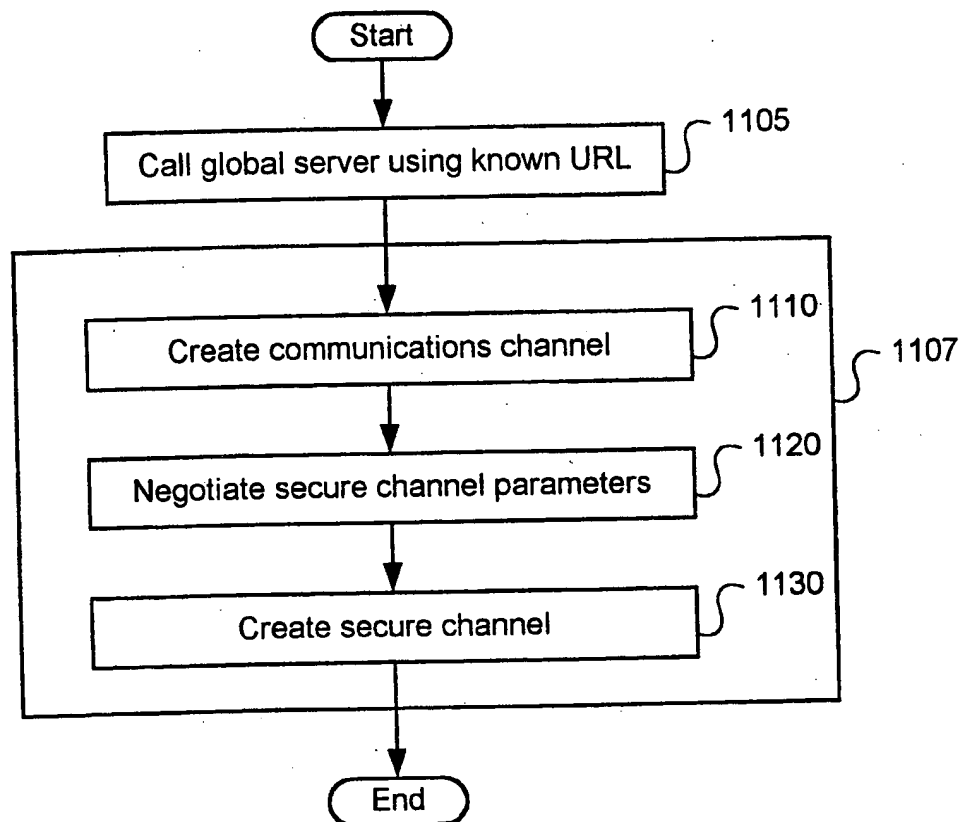 Start
Call global server using known URL
1105
Create communications channel
1110
1107
Negotiate secure channel parameters
1120
Create secure channel
1130
End